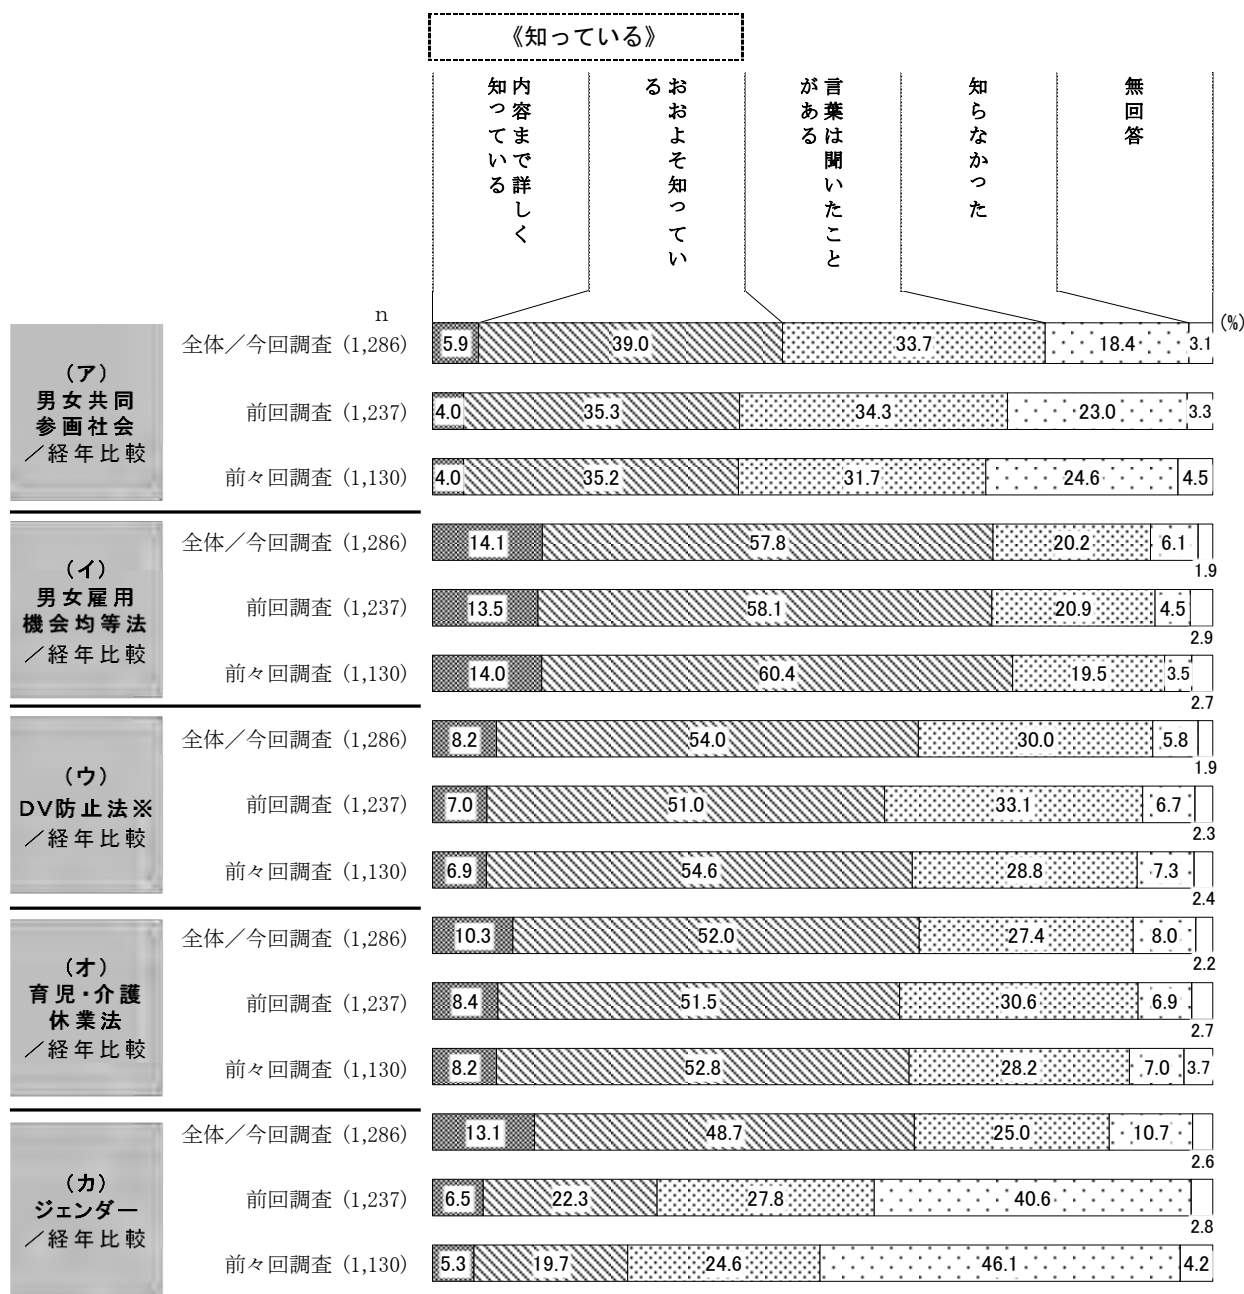 《知っている》
内容まで詳しく
知っている
おおよそ知ってい
る
言葉は聞いたこと
がある
知らなかった
無回答
n
(%)
（ア）
男女共同
参画社会
／経年比較
全体／今回調査 (1,286)
5.9 39.0 33.7 18.4 3.1
前回調査 (1,237)
4.0 35.3 34.3 23.0 3.3
前々回調査 (1,130)
4.0 35.2 31.7 24.6 4.5
（イ）
男女雇用
機会均等法
／経年比較
全体／今回調査 (1,286)
14.1 57.8 20.2 6.1 1.9
前回調査 (1,237)
13.5 58.1 20.9 4.5 2.9
前々回調査 (1,130)
14.0 60.4 19.5 3.5 2.7
（ウ）
DV防止法※
／経年比較
全体／今回調査 (1,286)
8.2 54.0 30.0 5.8 1.9
前回調査 (1,237)
7.0 51.0 33.1 6.7 2.3
前々回調査 (1,130)
6.9 54.6 28.8 7.3 2.4
（オ）
育児・介護
休業法
／経年比較
全体／今回調査 (1,286)
10.3 52.0 27.4 8.0 2.2
前回調査 (1,237)
8.4 51.5 30.6 6.9 2.7
前々回調査 (1,130)
8.2 52.8 28.2 7.0 3.7
（カ）
ジェンダー
／経年比較
全体／今回調査 (1,286)
13.1 48.7 25.0 10.7 2.6
前回調査 (1,237)
6.5 22.3 27.8 40.6 2.8
前々回調査 (1,130)
5.3 19.7 24.6 46.1 4.2